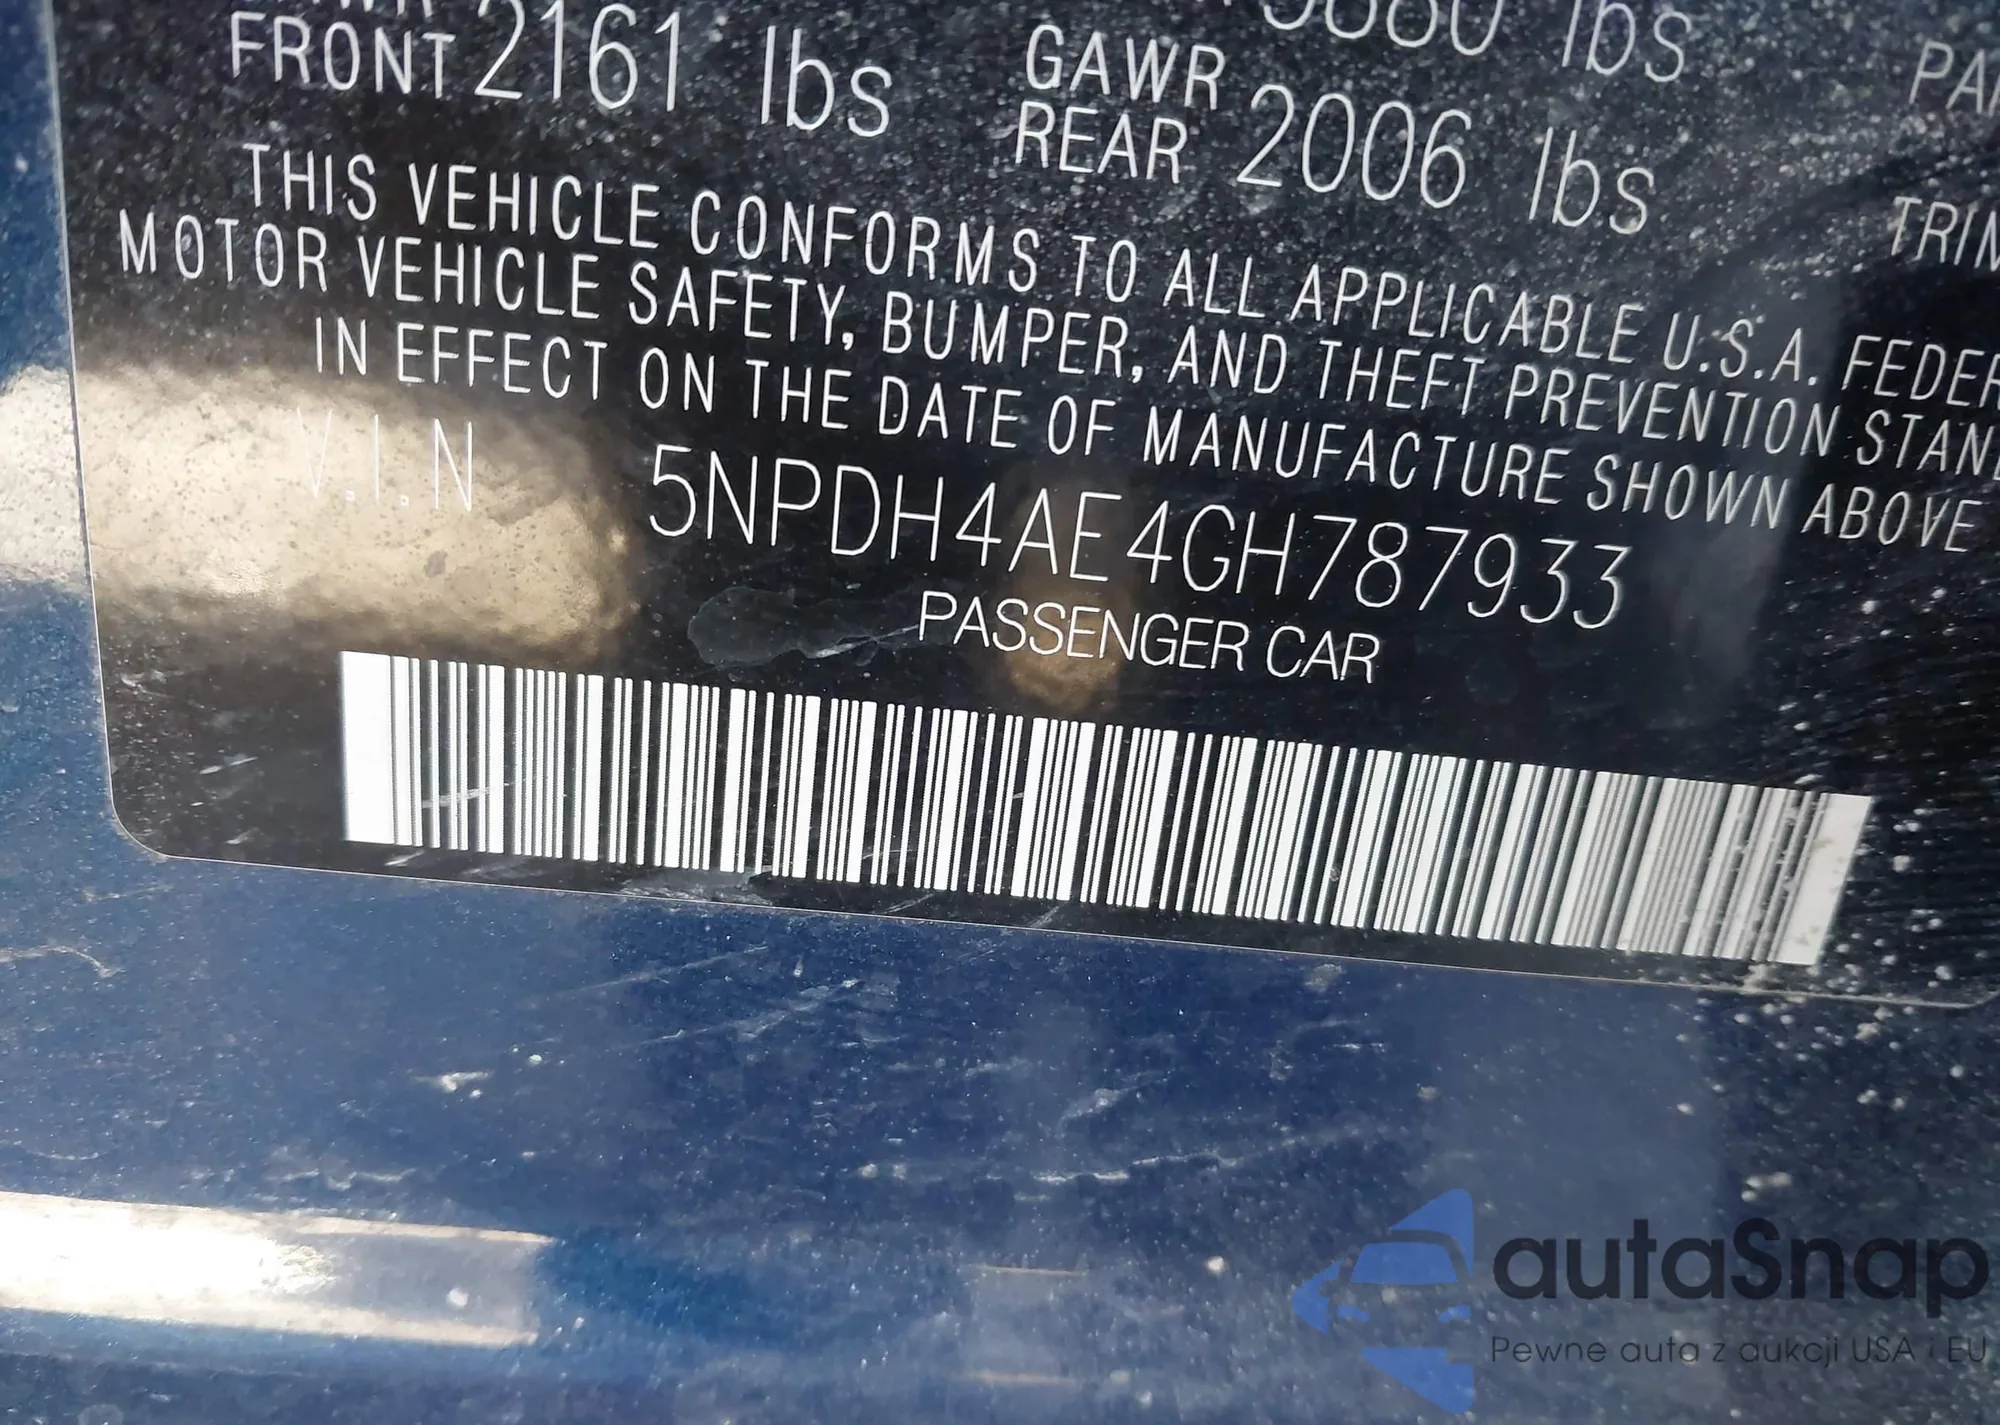 FRONT 2161 lbs GAWR REAR 2006 lbs
THIS VEHICLE CONFORMS TO ALL APPLICABLE U.S.A. FEDER
MOTOR VEHICLE SAFETY, BUMPER, AND THEFT PREVENTION STAND
IN EFFECT ON THE DATE OF MANUFACTURE SHOWN ABOVE
V.I.N 5NPDH4AE4GH787933
PASSENGER CAR
autaSnap
Pewne auta z aukcji USA i EU